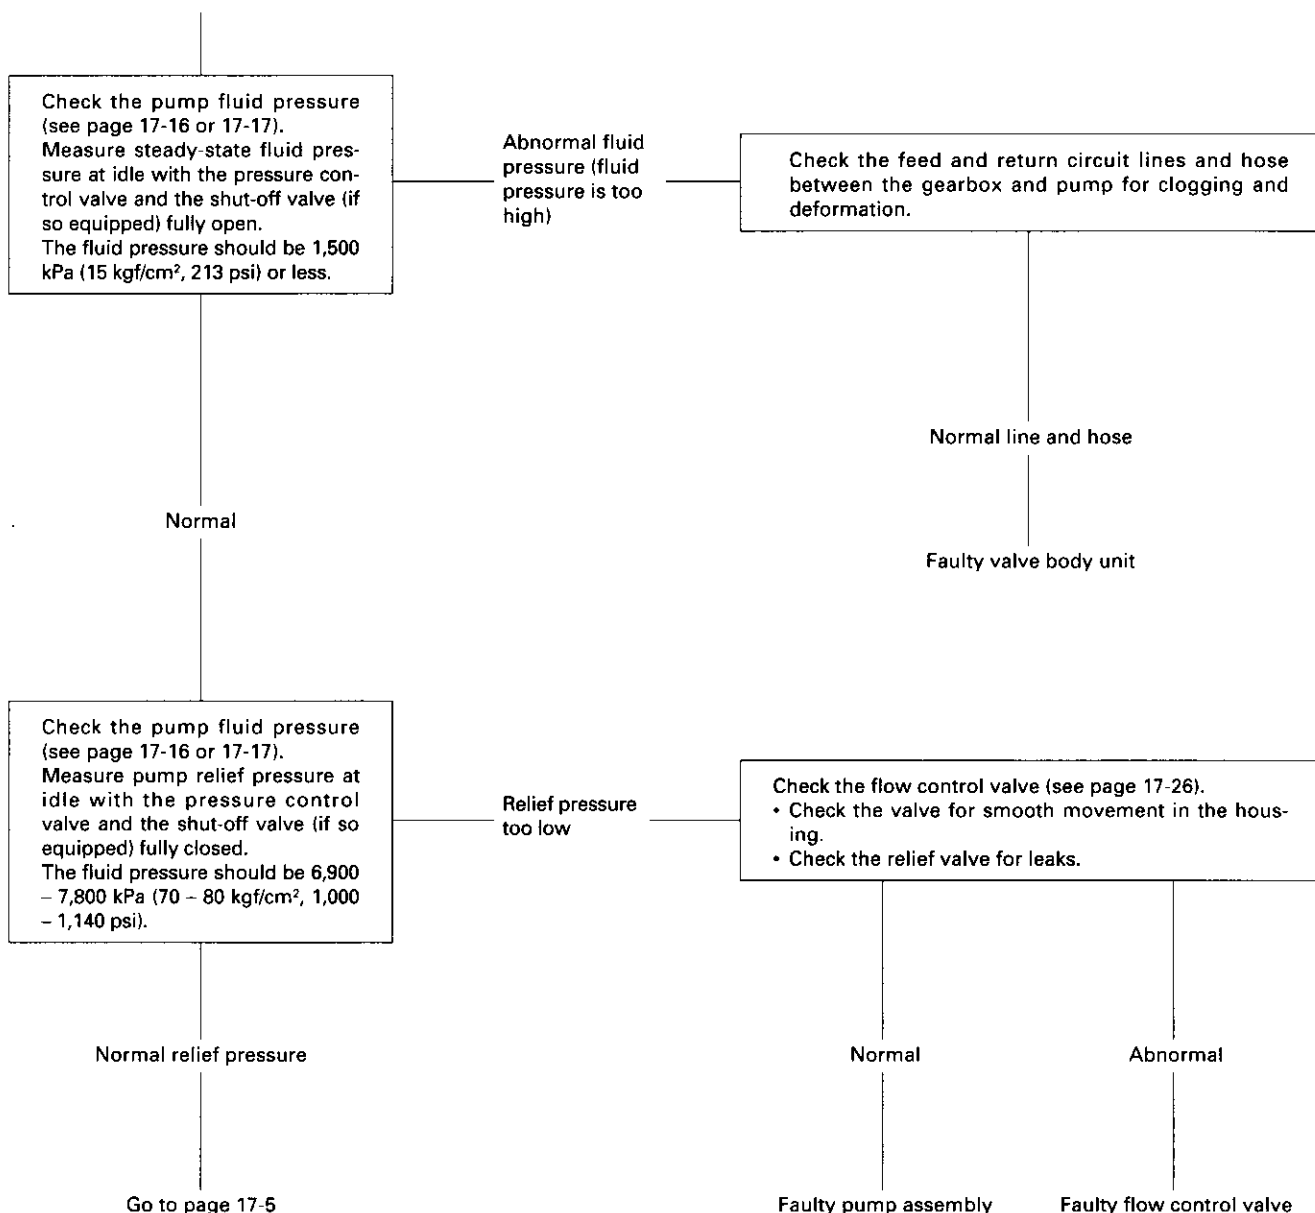 Check the pump fluid pressure
(see page 17-16 or 17-17).
Measure steady-state fluid pres-
sure at idle with the pressure con-
trol valve and the shut-off valve (if
so equipped) fully open.
The fluid pressure should be 1,500
kPa (15 kgf/cm², 213 psi) or less.
Abnormal fluid
pressure (fluid
pressure is too
high)
Check the feed and return circuit lines and hose
between the gearbox and pump for clogging and
deformation.
Normal line and hose
Normal
Faulty valve body unit
Check the pump fluid pressure
(see page 17-16 or 17-17).
Measure pump relief pressure at
idle with the pressure control
valve and the shut-off valve (if so
equipped) fully closed.
The fluid pressure should be 6,900
– 7,800 kPa (70 – 80 kgf/cm², 1,000
– 1,140 psi).
Relief pressure
too low
Check the flow control valve (see page 17-26).
• Check the valve for smooth movement in the hous-
ing.
• Check the relief valve for leaks.
Normal relief pressure
Normal
Abnormal
Go to page 17-5
Faulty pump assembly
Faulty flow control valve